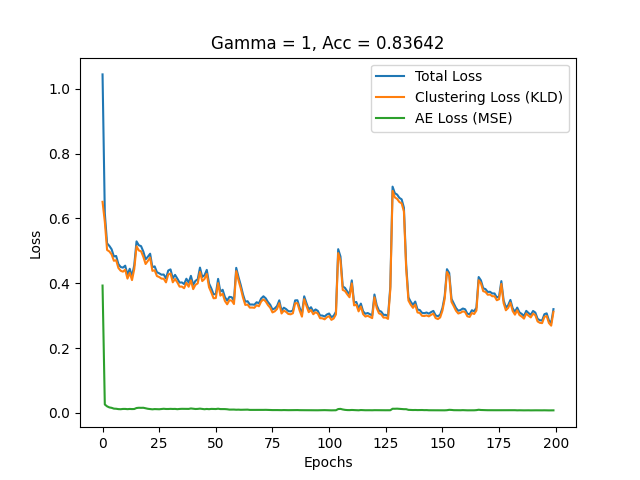 Gamma = 1, Acc = 0.83642
Total Loss
Clustering Loss (KLD)
AE Loss (MSE)
Loss
1.0
0.8
0.6
0.4
0.2
0.0
0 25 50 75 100 125 150 175 200
Epochs